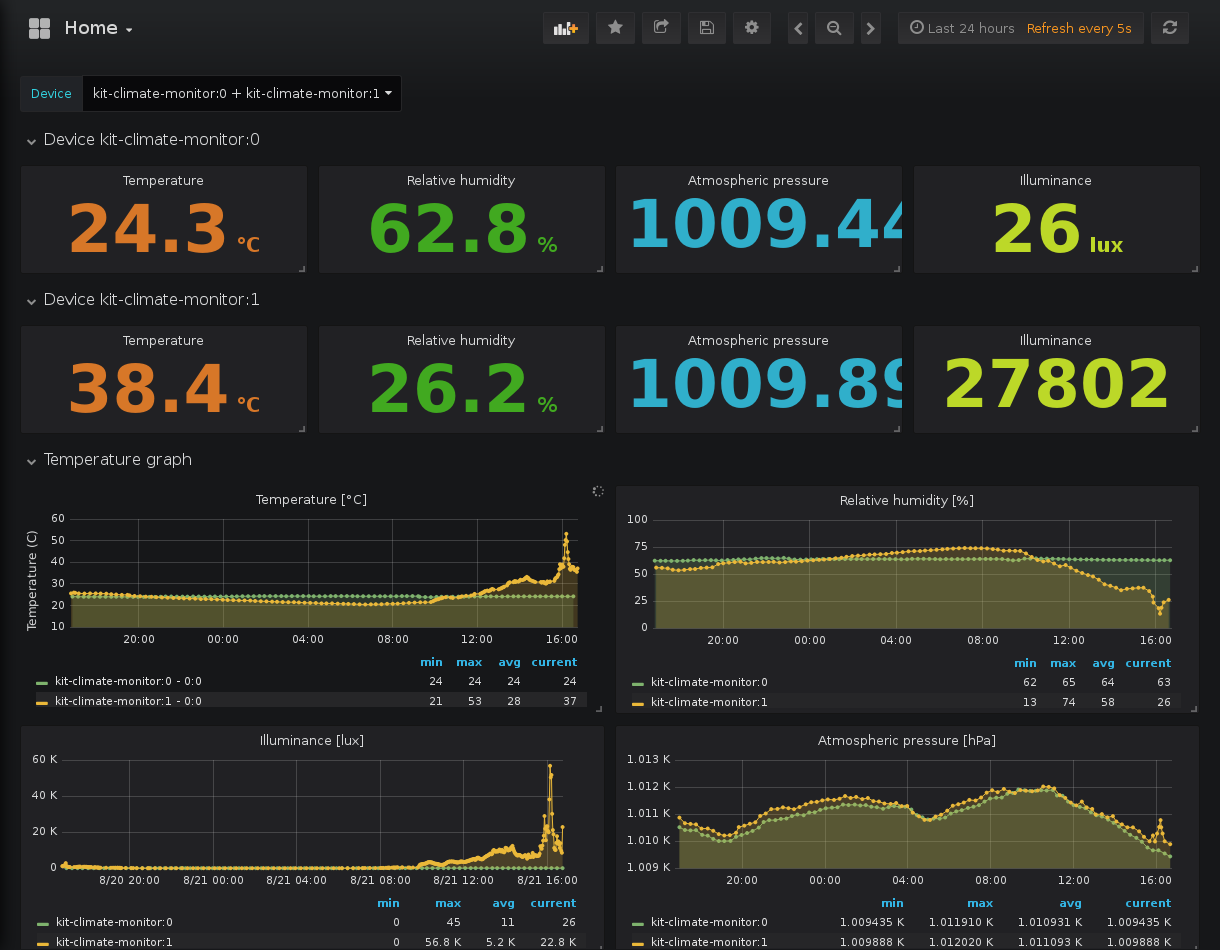 Home
Last 24 hours Refresh every 5s
Device kit-climate-monitor:0 + kit-climate-monitor:1
Device kit-climate-monitor:0
Temperature Relative humidity Atmospheric pressure Illuminance
24.3 °C 62.8 % 1009.44 26 lux
Device kit-climate-monitor:1
Temperature Relative humidity Atmospheric pressure Illuminance
38.4 °C 26.2 % 1009.89 27802
Temperature graph
Temperature [°C]
Temperature (C)
60
50
40
30
20
10
20:00 00:00 04:00 08:00 12:00 16:00
min max avg current
kit-climate-monitor:0 - 0:0 24 24 24 24
kit-climate-monitor:1 - 0:0 21 53 28 37
Relative humidity [%]
100
75
50
25
0
20:00 00:00 04:00 08:00 12:00 16:00
min max avg current
kit-climate-monitor:0 62 65 64 63
kit-climate-monitor:1 13 74 58 26
Illuminance [lux]
60 K
40 K
20 K
0
8/20 20:00 8/21 00:00 8/21 04:00 8/21 08:00 8/21 12:00 8/21 16:00
min max avg current
kit-climate-monitor:0 0 45 11 26
kit-climate-monitor:1 0 56.8 K 5.2 K 22.8 K
Atmospheric pressure [hPa]
1.013 K
1.012 K
1.011 K
1.010 K
1.009 K
20:00 00:00 04:00 08:00 12:00 16:00
min max avg current
kit-climate-monitor:0 1.009435 K 1.011910 K 1.010931 K 1.009435 K
kit-climate-monitor:1 1.009888 K 1.012020 K 1.011093 K 1.009888 K